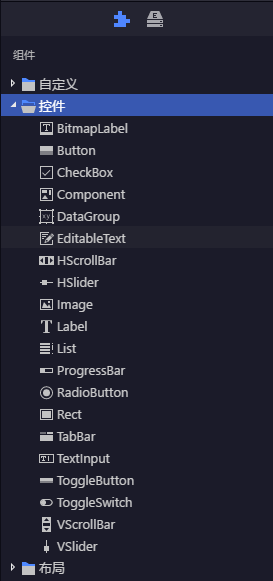 组件
自定义
控件
BitmapLabel
Button
CheckBox
Component
DataGroup
EditableText
HScrollBar
HSlider
Image
Label
List
ProgressBar
RadioButton
Rect
TabBar
TextInput
ToggleButton
ToggleSwitch
VScrollBar
VSlider
布局